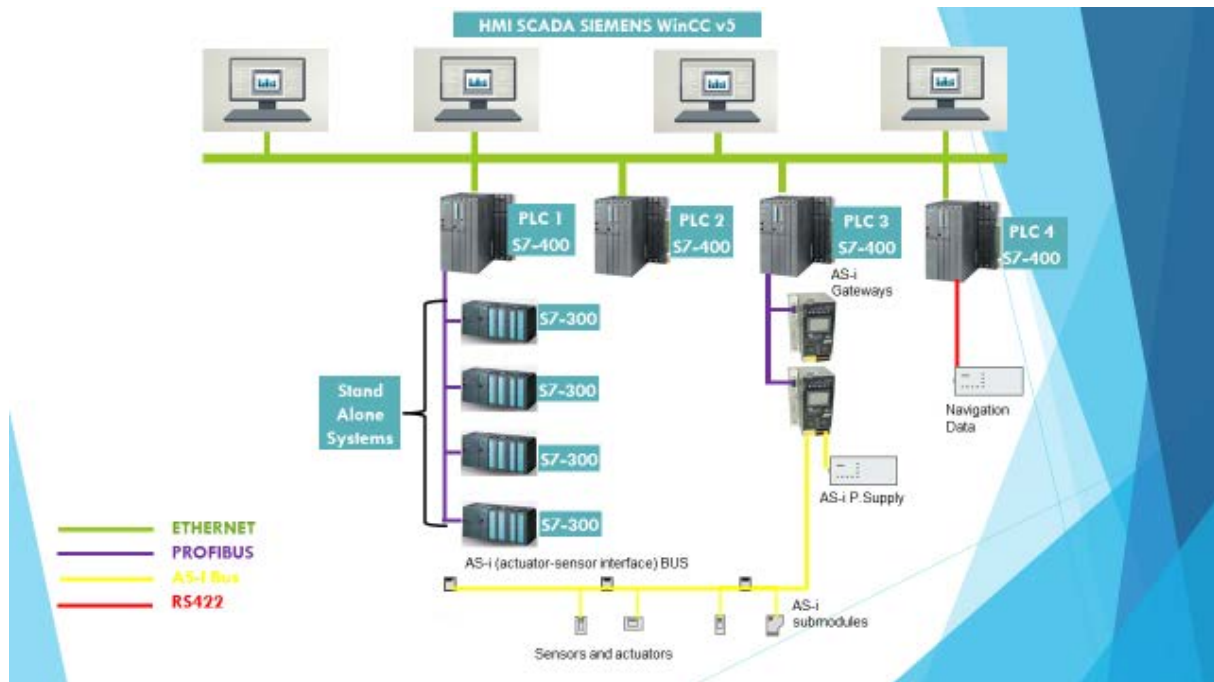 HMI SCADA SIEMENS WinCC v5
PLC 1
S7-400
PLC 2
S7-400
PLC 3
S7-400
PLC 4
S7-400
AS-i
Gateways
S7-300
S7-300
S7-300
S7-300
Stand
Alone
Systems
Navigation
Data
AS-i P.Supply
ETHERNET
PROFIBUS
AS-I Bus
RS422
AS-i (actuator-sensor interface) BUS
AS-i
submodules
Sensors and actuators